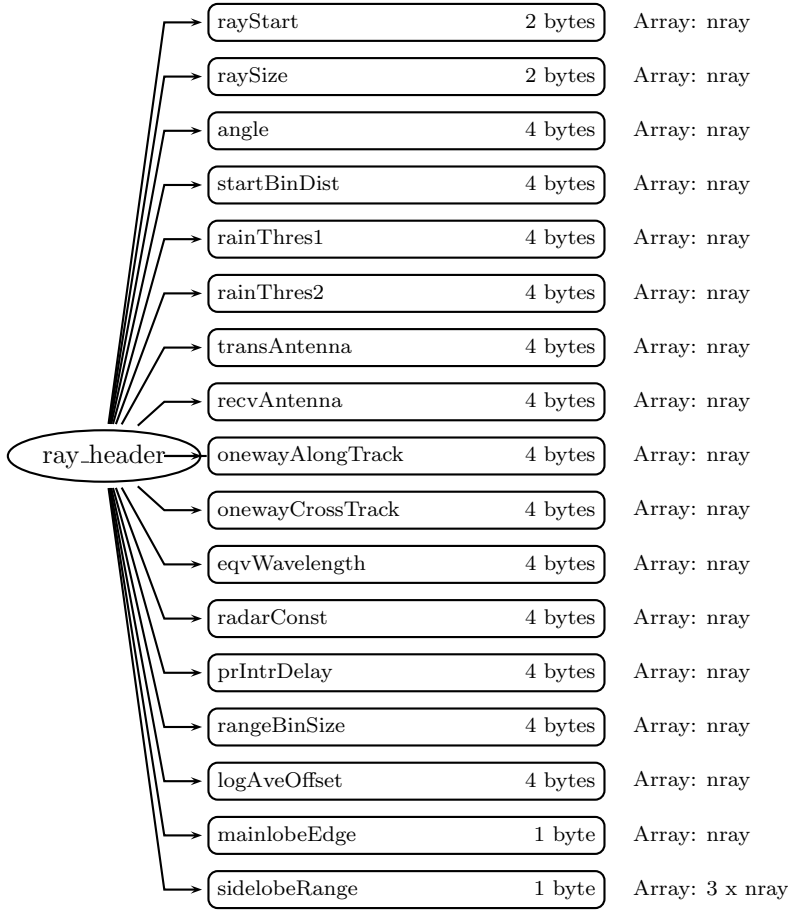 rayStart 2 bytes Array: nray
raySize 2 bytes Array: nray
angle 4 bytes Array: nray
startBinDist 4 bytes Array: nray
rainThres1 4 bytes Array: nray
rainThres2 4 bytes Array: nray
transAntenna 4 bytes Array: nray
recvAntenna 4 bytes Array: nray
ray_header onewayAlongTrack 4 bytes Array: nray
onewayCrossTrack 4 bytes Array: nray
eqvWavelength 4 bytes Array: nray
radarConst 4 bytes Array: nray
prIntrDelay 4 bytes Array: nray
rangeBinSize 4 bytes Array: nray
logAveOffset 4 bytes Array: nray
mainlobeEdge 1 byte Array: nray
sidelobeRange 1 byte Array: 3 x nray